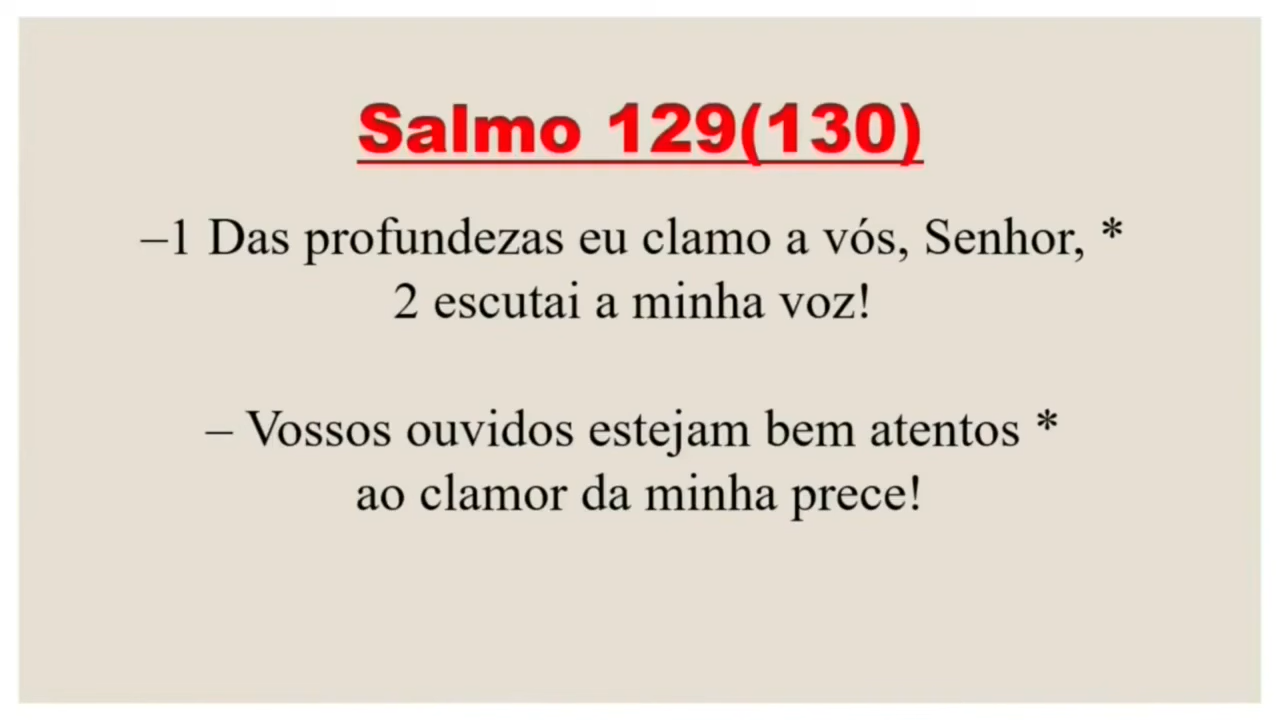 Salmo 129(130)
–1 Das profundezas eu clamo a vós, Senhor, *
2 escutai a minha voz!
– Vossos ouvidos estejam bem atentos *
ao clamor da minha prece!